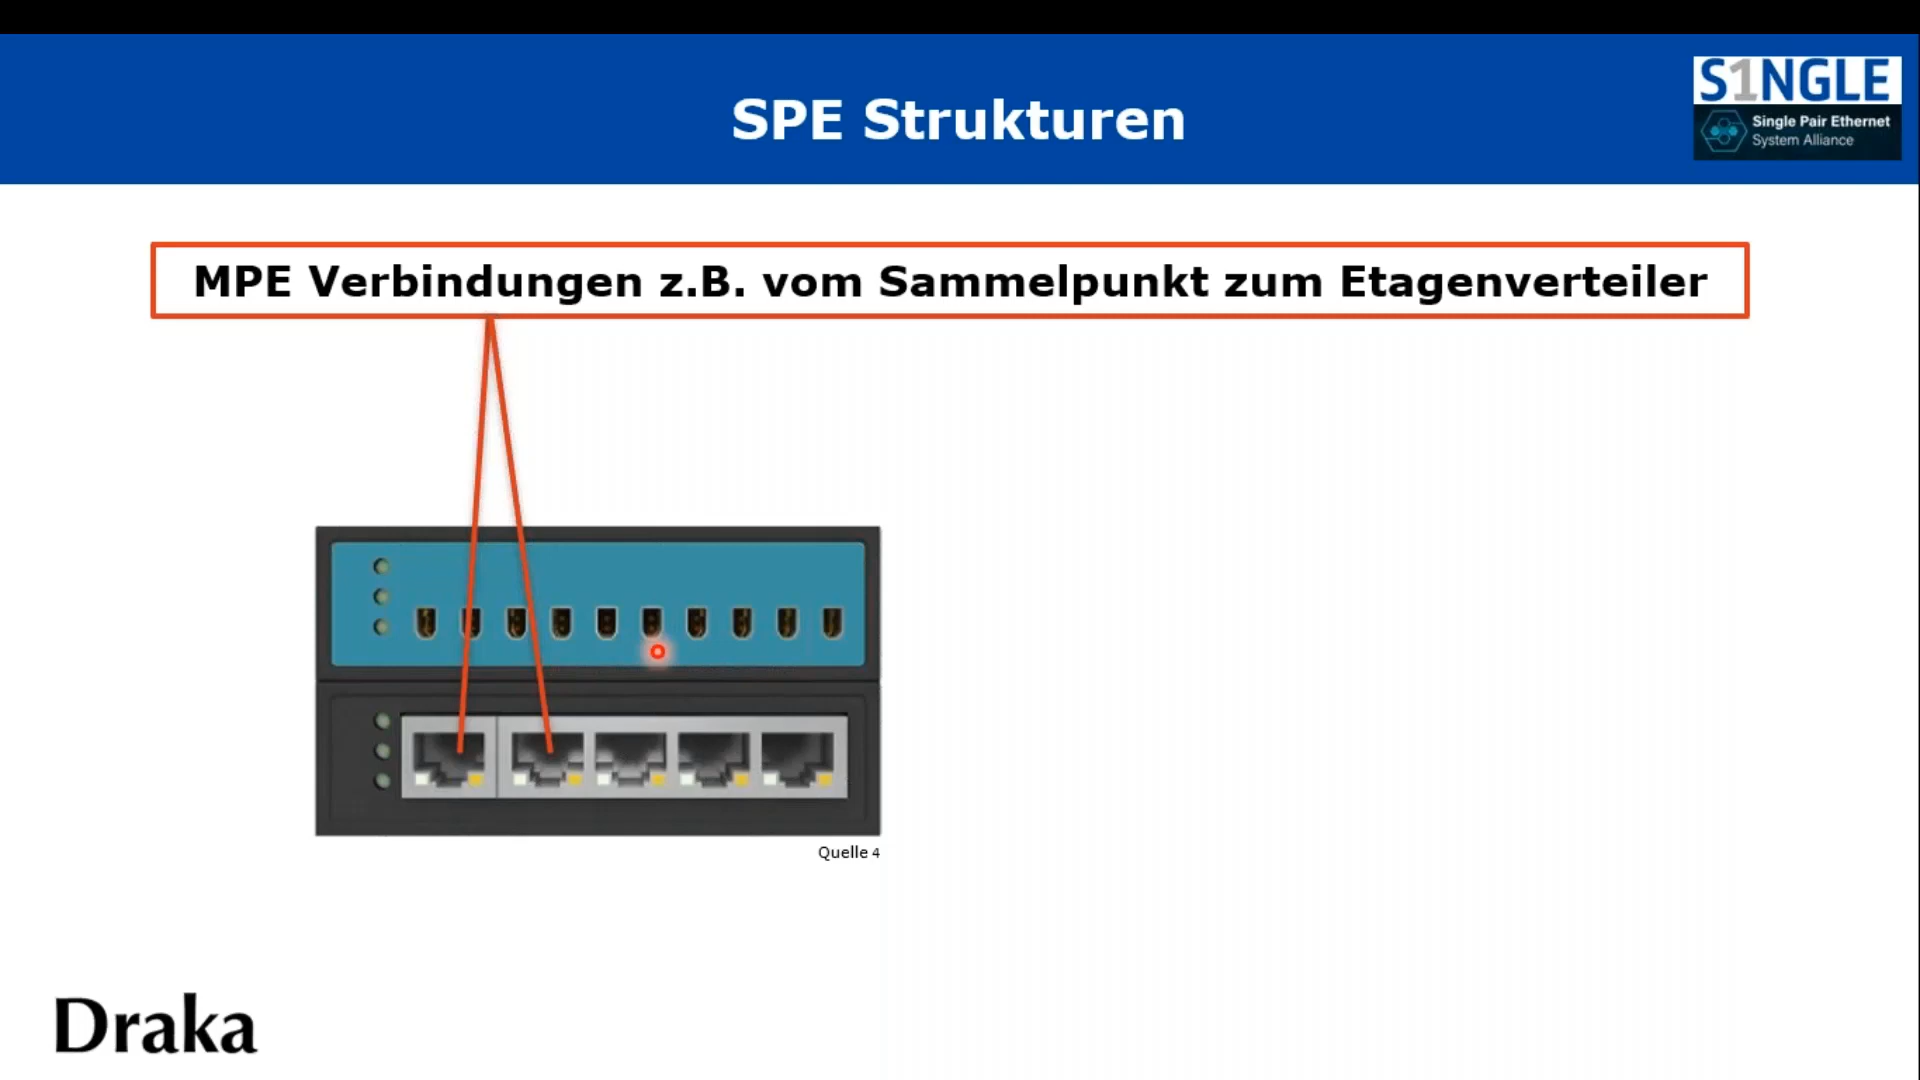 SPE Strukturen
S1NGLE
Single Pair Ethernet
System Alliance
MPE Verbindungen z.B. vom Sammelpunkt zum Etagenverteiler
Quelle 4
Draka